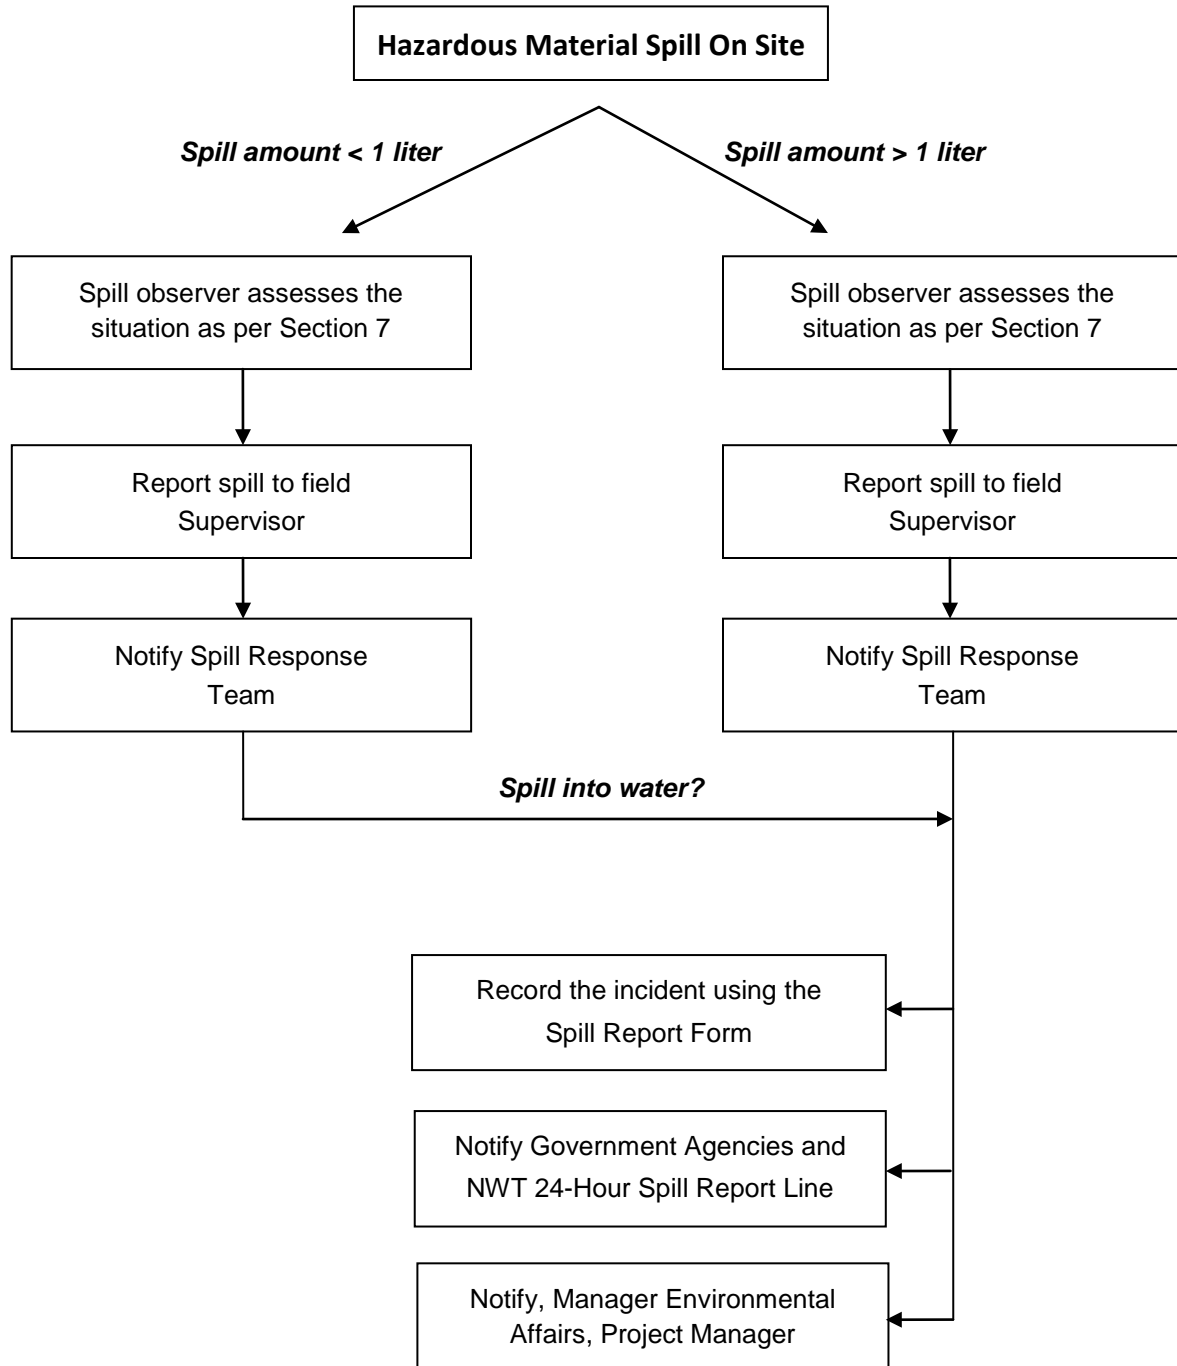 Hazardous Material Spill On Site
Spill amount < 1 liter
Spill amount > 1 liter
Spill observer assesses the
situation as per Section 7
Spill observer assesses the
situation as per Section 7
Report spill to field
Supervisor
Report spill to field
Supervisor
Notify Spill Response
Team
Notify Spill Response
Team
Spill into water?
Record the incident using the
Spill Report Form
Notify Government Agencies and
NWT 24-Hour Spill Report Line
Notify, Manager Environmental
Affairs, Project Manager